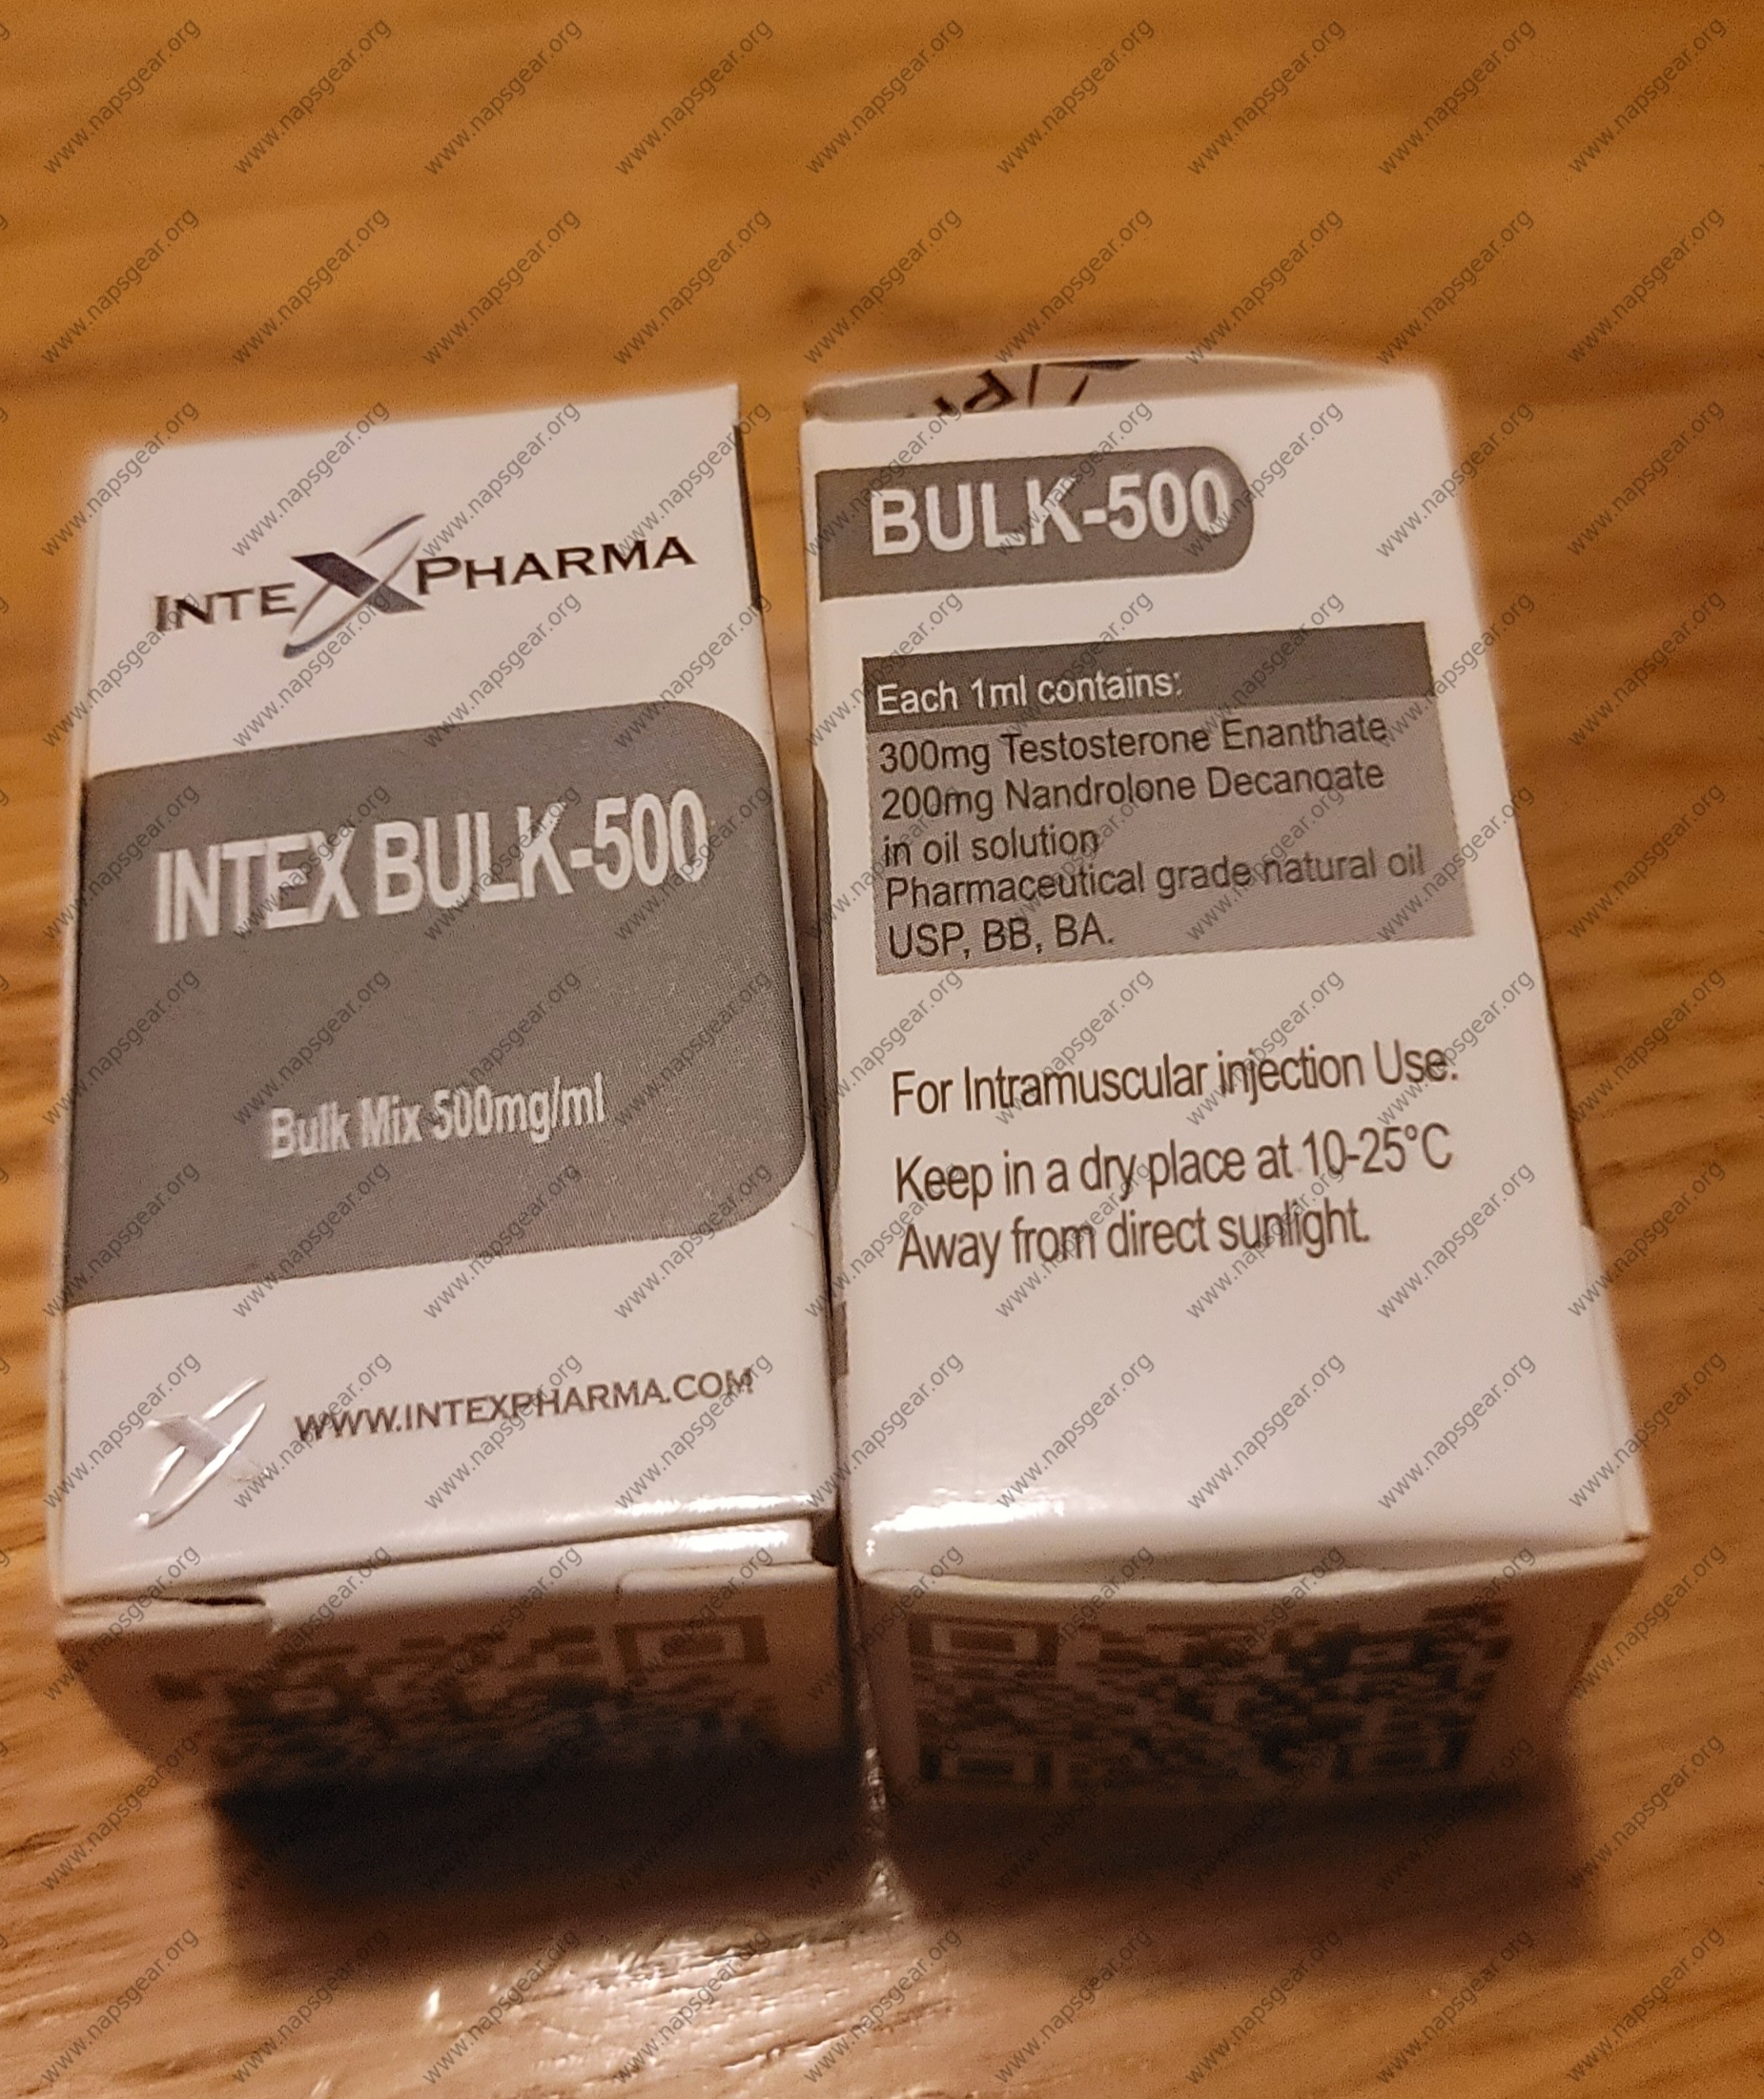 INTEXPHARMA
INTEX BULK-500
Bulk Mix 500mg/ml
WWW.INTEXPHARMA.COM
BULK-500
Each 1ml contains:
300mg Testosterone Enanthate
200mg Nandrolone Decanoate
in oil solution
Pharmaceutical grade natural oil
USP, BB, BA.
For Intramuscular injection Use.
Keep in a dry place at 10-25°C
Away from direct sunlight.
www.napsgear.org